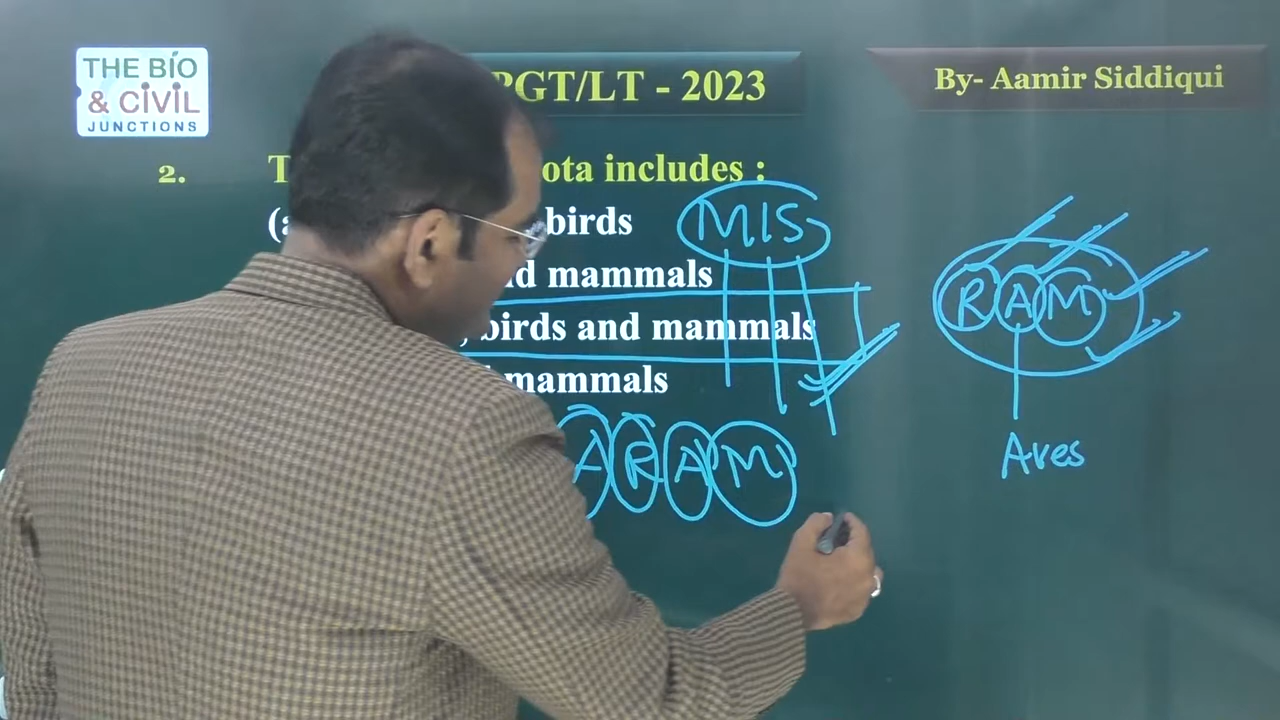 THE BIO
& CIVIL
JUNCTIONS
PGT/LT - 2023
By- Aamir Siddiqui
2. ota includes :
birds
MIS
mammals
RAM
, birds and mammals
mammals
ARAM
Aves